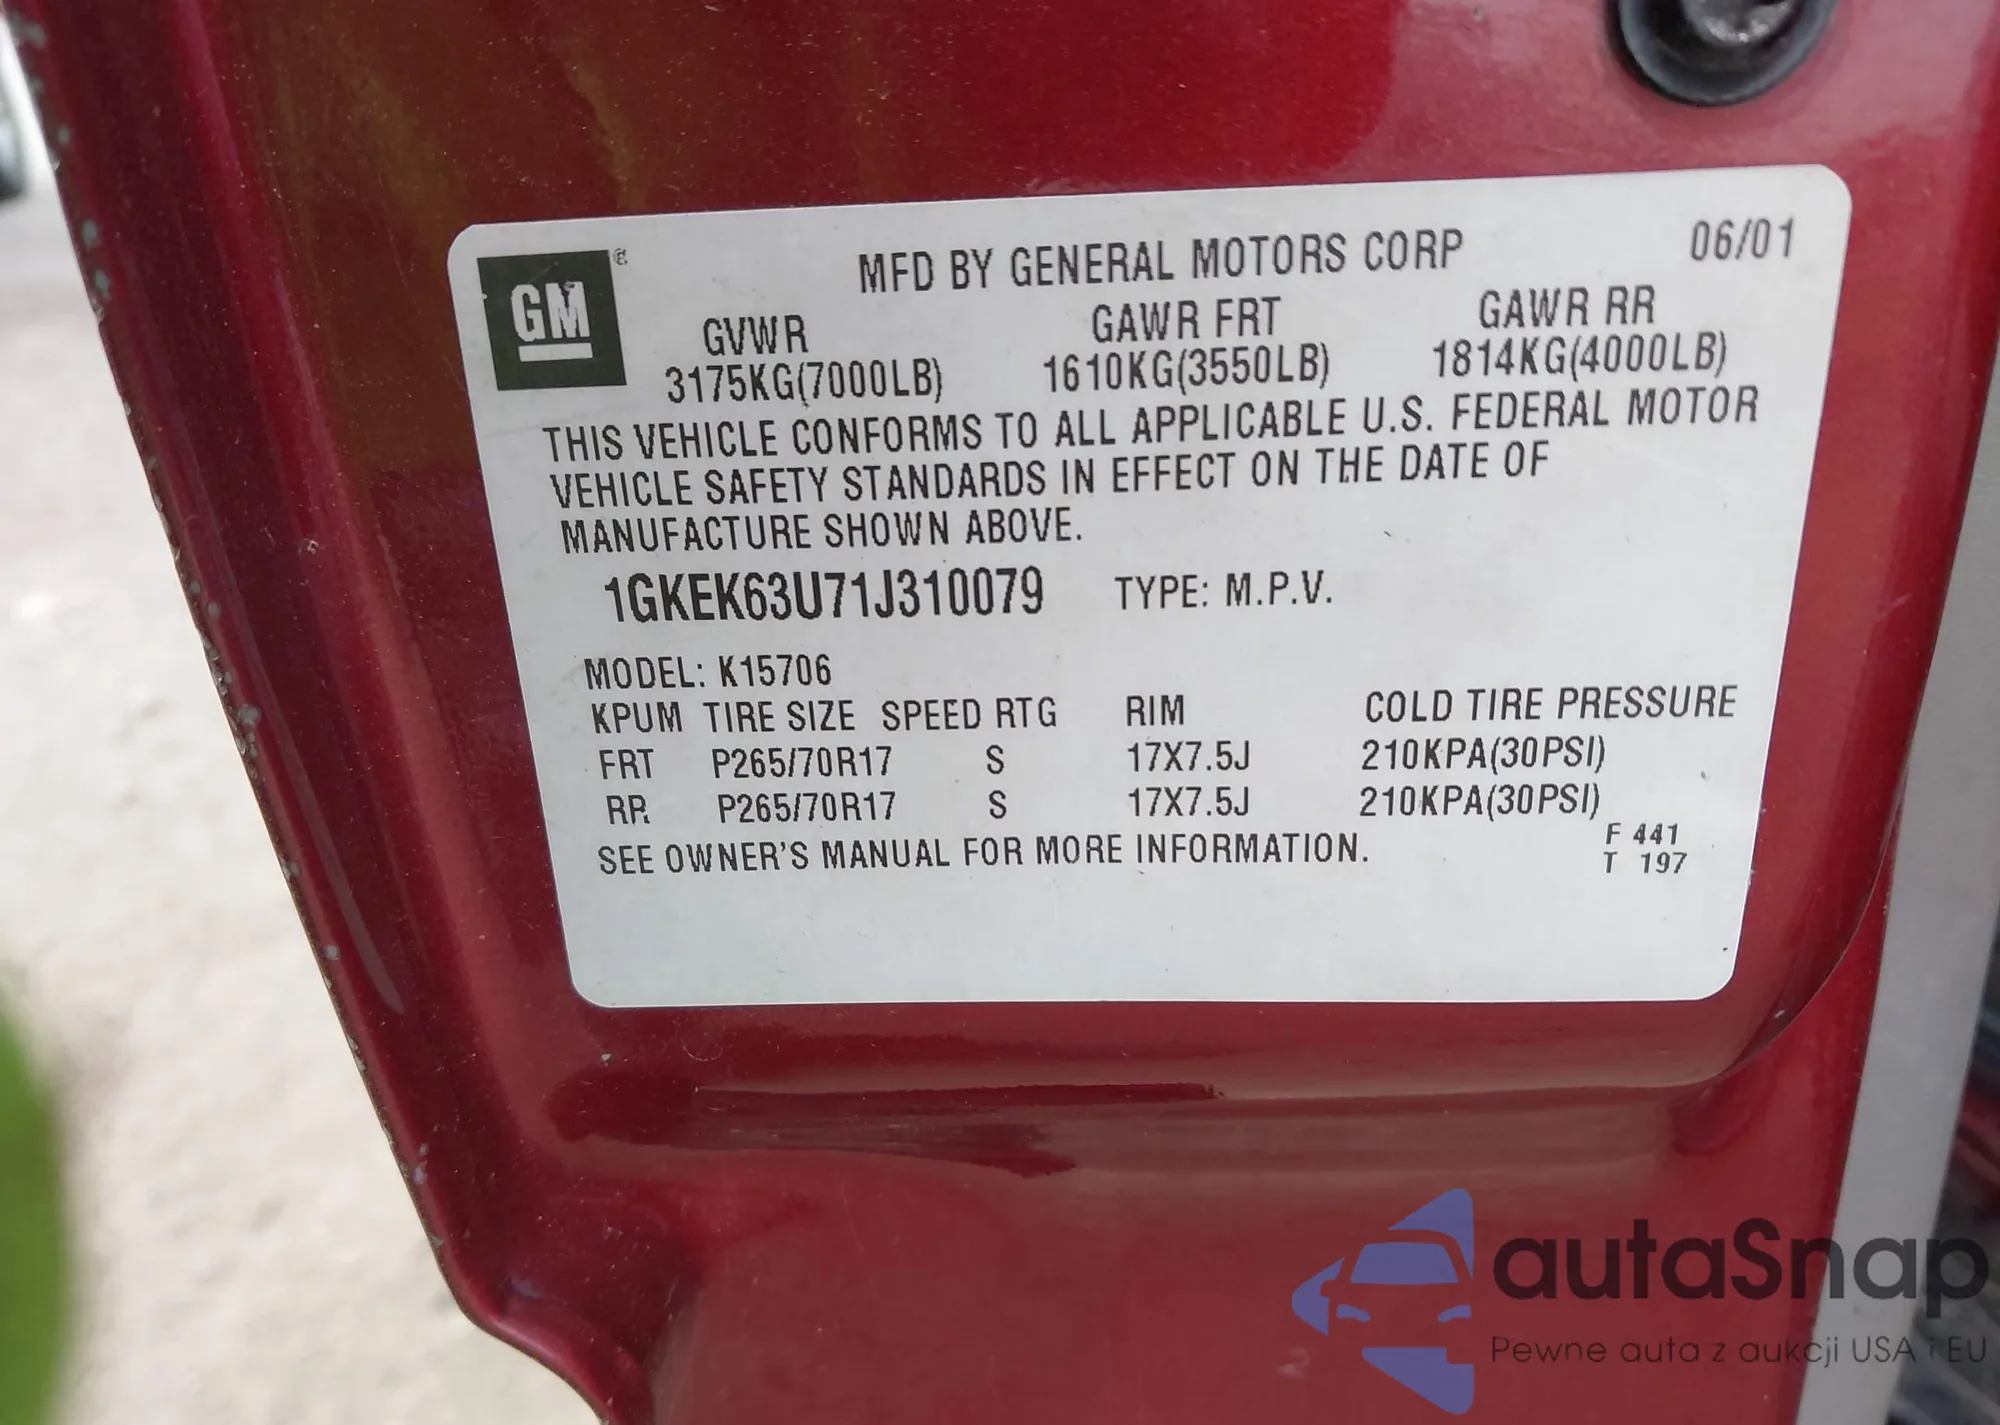 GM ®
MFD BY GENERAL MOTORS CORP 06/01
GVWR GAWR FRT GAWR RR
3175KG(7000LB) 1610KG(3550LB) 1814KG(4000LB)
THIS VEHICLE CONFORMS TO ALL APPLICABLE U.S. FEDERAL MOTOR
VEHICLE SAFETY STANDARDS IN EFFECT ON THE DATE OF
MANUFACTURE SHOWN ABOVE.
1GKEK63U71J310079 TYPE: M.P.V.
MODEL: K15706
KPUM TIRE SIZE SPEED RTG RIM COLD TIRE PRESSURE
FRT P265/70R17 S 17X7.5J 210KPA(30PSI)
RR P265/70R17 S 17X7.5J 210KPA(30PSI)
SEE OWNER'S MANUAL FOR MORE INFORMATION.
F 441
T 197
autaSnap
Pewne auta z aukcji USA i EU